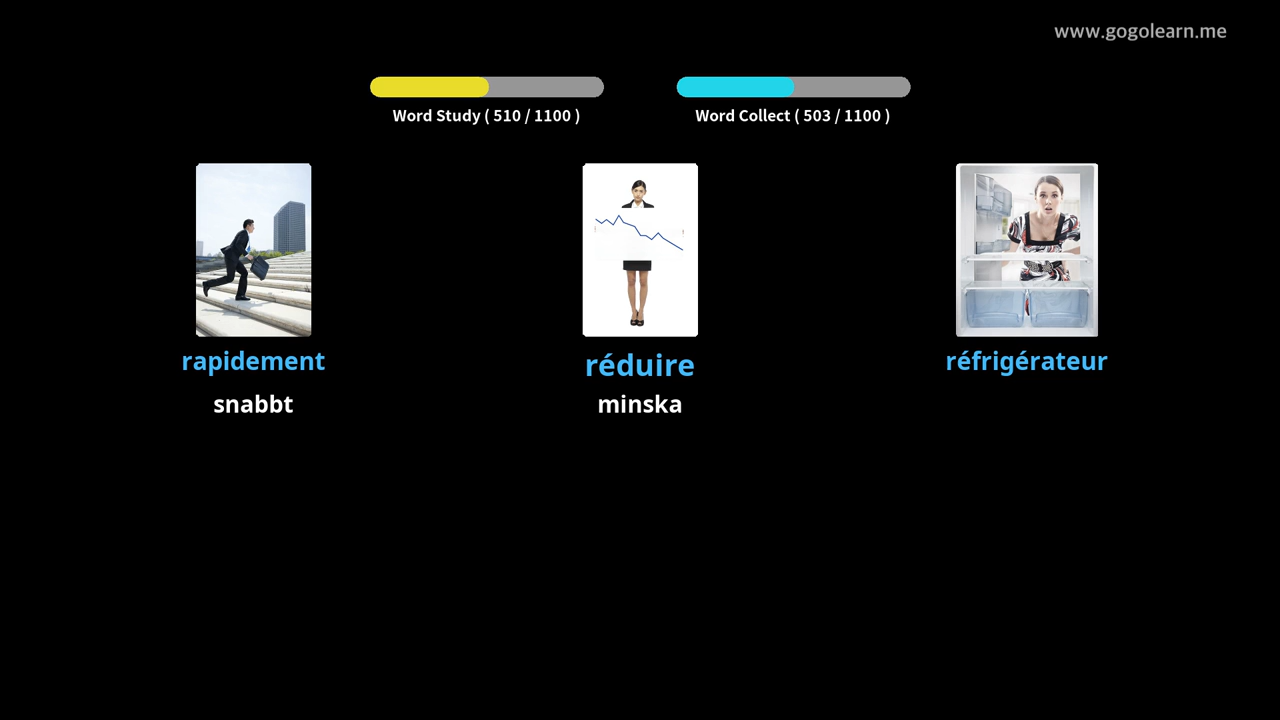 www.gogolearn.me
Word Study ( 510 / 1100 )
Word Collect ( 503 / 1100 )
rapidement
réduire
réfrigérateur
snabbt
minska